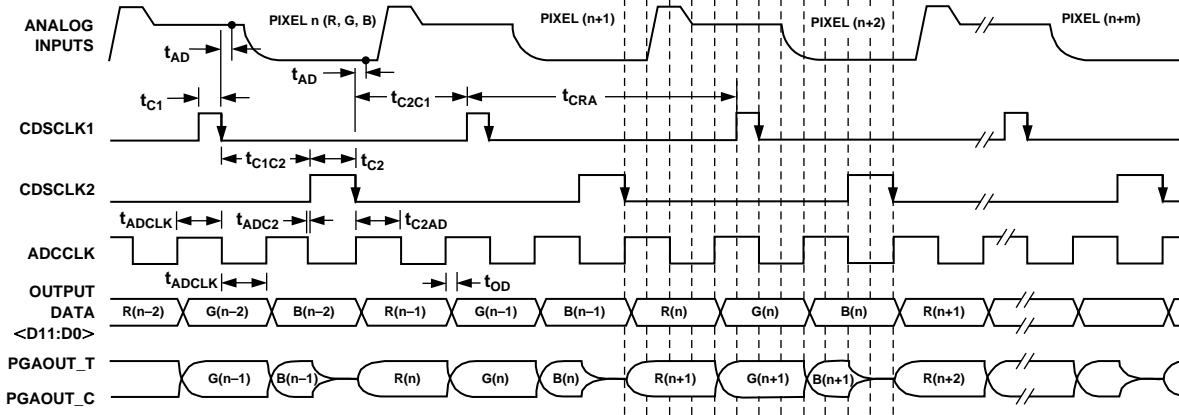 ANALOG
INPUTS
PIXEL n (R, G, B)
PIXEL (n+1)
PIXEL (n+2)
PIXEL (n+m)
tAD
tAD
tC1
tC2C1
tCRA
CDSCLK1
tC1C2
tC2
CDSCLK2
tADCLK
tADC2
tC2AD
ADCCLK
tADCLK
tOD
OUTPUT
DATA
<D11:D0>
R(n–2) G(n–2) B(n–2) R(n–1) G(n–1) B(n–1) R(n) G(n) B(n) R(n+1)
PGAOUT_T
G(n–1) B(n–1) R(n) G(n) B(n) R(n+1) G(n+1) B(n+1) R(n+2)
PGAOUT_C